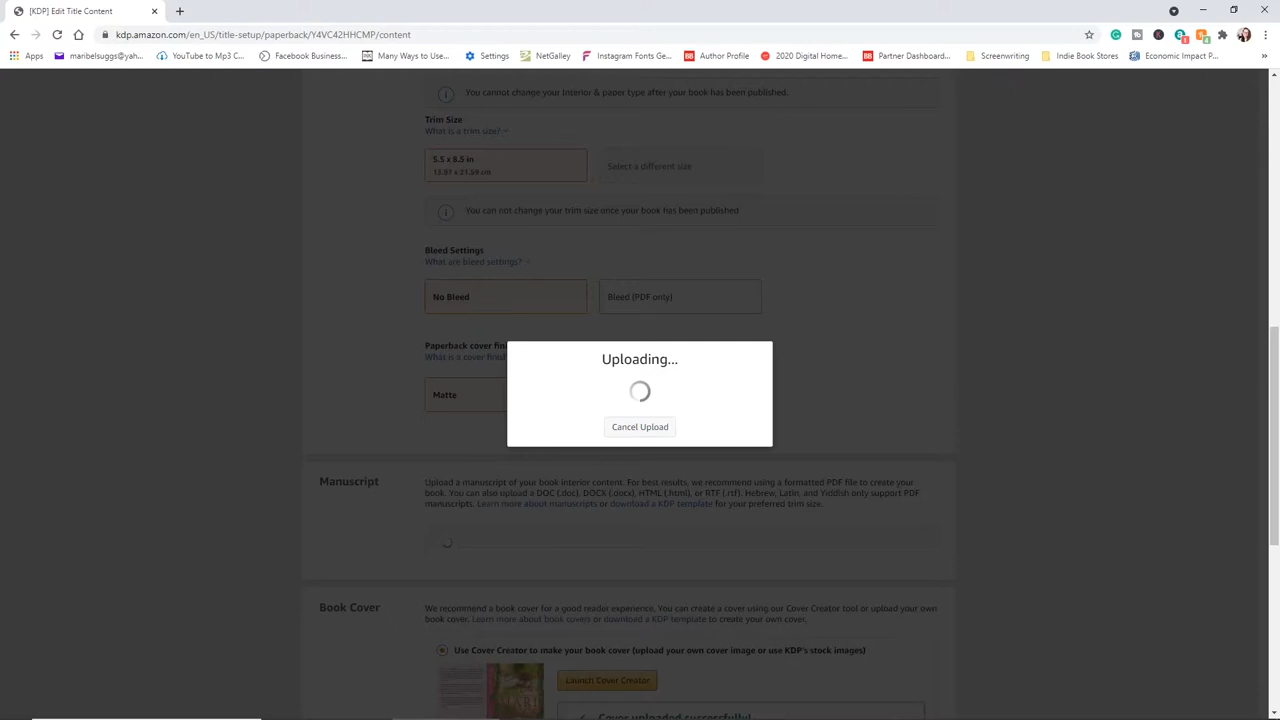 [KDP] Edit Title Content
kdp.amazon.com/en_US/title-setup/paperback/Y4VC42HHCMP/content
Apps maribelsuggs@yah... YouTube to Mp3 C... Facebook Business... Many Ways to Use... Settings NetGalley Instagram Fonts Ge... Author Profile 2020 Digital Home... Partner Dashboard... Screenwriting Indie Book Stores Economic Impact P...
You cannot change your Interior & paper type after your book has been published.
Trim Size
What is a trim size?
5.5 x 8.5 in
13.97 x 21.59 cm
Select a different size
You can not change your trim size once your book has been published
Bleed Settings
What are bleed settings?
No Bleed
Bleed (PDF only)
Paperback cover fin
What is a cover finish
Matte
Uploading...
Cancel Upload
Manuscript
Upload a manuscript of your book interior content. For best results, we recommend using a formatted PDF file to create your
book. You can also upload a DOC (.doc), DOCX (.docx), HTML (.html), or RTF (.rtf). Hebrew, Latin, and Yiddish only support PDF
manuscripts. Learn more about manuscripts or download a KDP template for your preferred trim size.
Book Cover
We recommend a book cover for a good reader experience. You can create a cover using our Cover Creator tool or upload your own
book cover. Learn more about book covers or download a KDP template to create your own cover.
Use Cover Creator to make your book cover (upload your own cover image or use KDP's stock images)
Launch Cover Creator
Cover uploaded successfully!